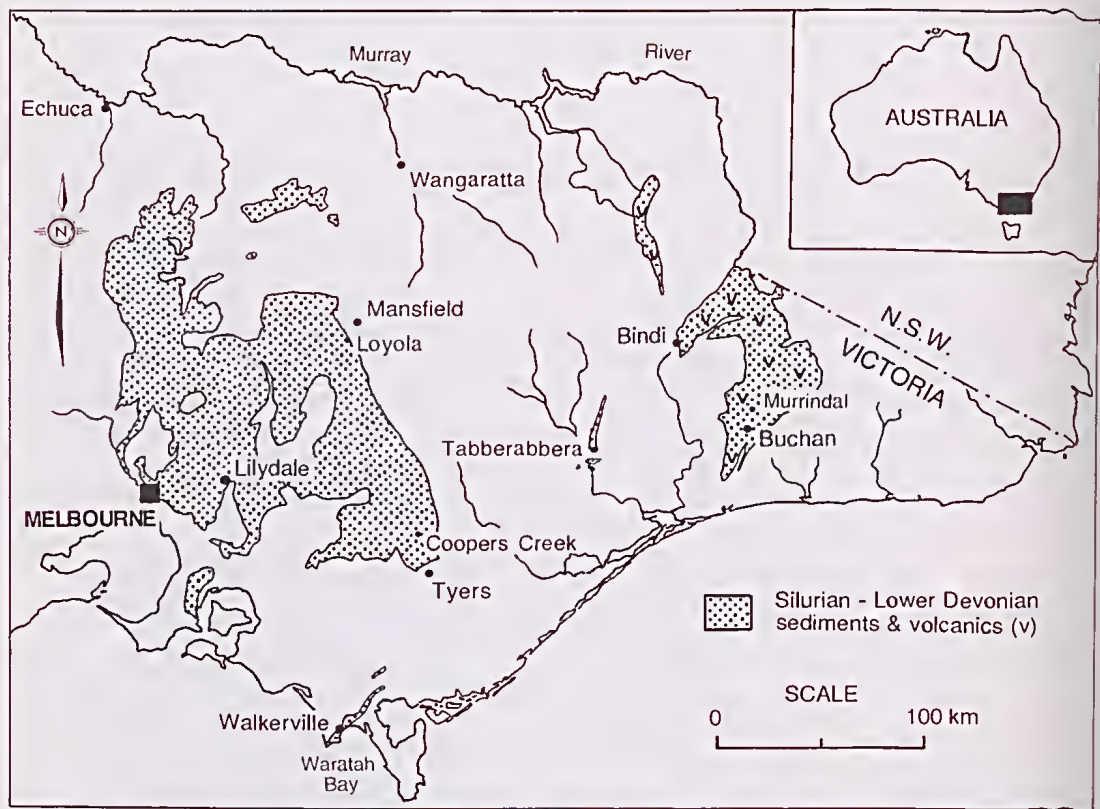 Murray
River
Echuca
AUSTRALIA
Wangaratta
N
v
v
Mansfield
Loyola
v
v
v
Bindi
N.S.W.
VICTORIA
v
v
v
Murrindal
Buchan
Tabberabbera
v
Lilydale
MELBOURNE
Coopers Creek
Tyers
Silurian - Lower Devonian
sediments & volcanics (v)
SCALE
0 100 km
Walkerville
Waratah
Bay